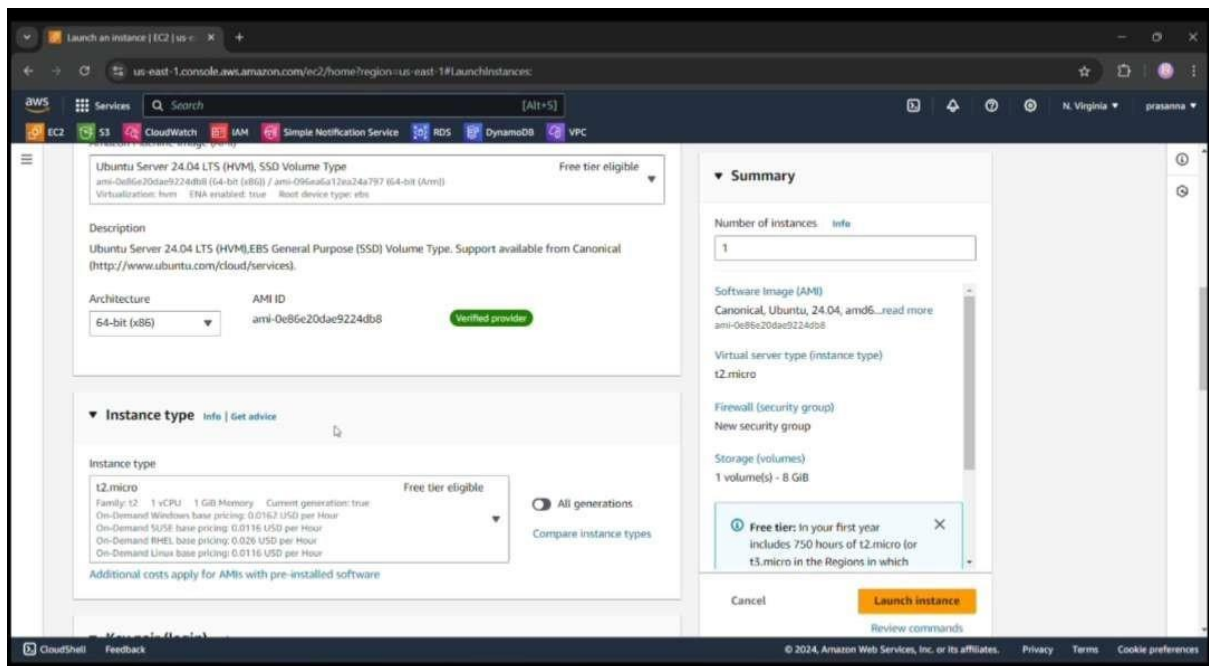 Launch an instance | EC2 | us-e
us-east-1.console.aws.amazon.com/ec2/home?region=us-east-1#LaunchInstances:
aws
Services
Search
[Alt+S]
N. Virginia
prasanna
EC2
S3
CloudWatch
IAM
Simple Notification Service
RDS
DynamoDB
VPC
Ubuntu Server 24.04 LTS (HVM), SSD Volume Type
Free tier eligible
ami-0e86e20dae9224db8 (64-bit (x86)) / ami-096ea6a12ea24a797 (64-bit (Arm))
Virtualization: hvm ENA enabled: true Root device type: ebs
Description
Ubuntu Server 24.04 LTS (HVM),EBS General Purpose (SSD) Volume Type. Support available from Canonical
(http://www.ubuntu.com/cloud/services).
Architecture
AMI ID
64-bit (x86)
ami-0e86e20dae9224db8
Verified provider
Instance type
Info | Get advice
Instance type
t2.micro
Free tier eligible
Family: t2 1 vCPU 1 GiB Memory Current generation: true
On-Demand Windows base pricing: 0.0162 USD per Hour
On-Demand SUSE base pricing: 0.0116 USD per Hour
On-Demand RHEL base pricing: 0.026 USD per Hour
On-Demand Linux base pricing: 0.0116 USD per Hour
All generations
Compare instance types
Additional costs apply for AMIs with pre-installed software
Summary
Number of instances Info
1
Software Image (AMI)
Canonical, Ubuntu, 24.04, amd6...read more
ami-0e86e20dae9224db8
Virtual server type (instance type)
t2.micro
Firewall (security group)
New security group
Storage (volumes)
1 volume(s) - 8 GiB
Free tier: In your first year
includes 750 hours of t2.micro (or
t3.micro in the Regions in which
Cancel
Launch instance
Review commands
CloudShell
Feedback
© 2024, Amazon Web Services, Inc. or its affiliates.
Privacy
Terms
Cookie preferences